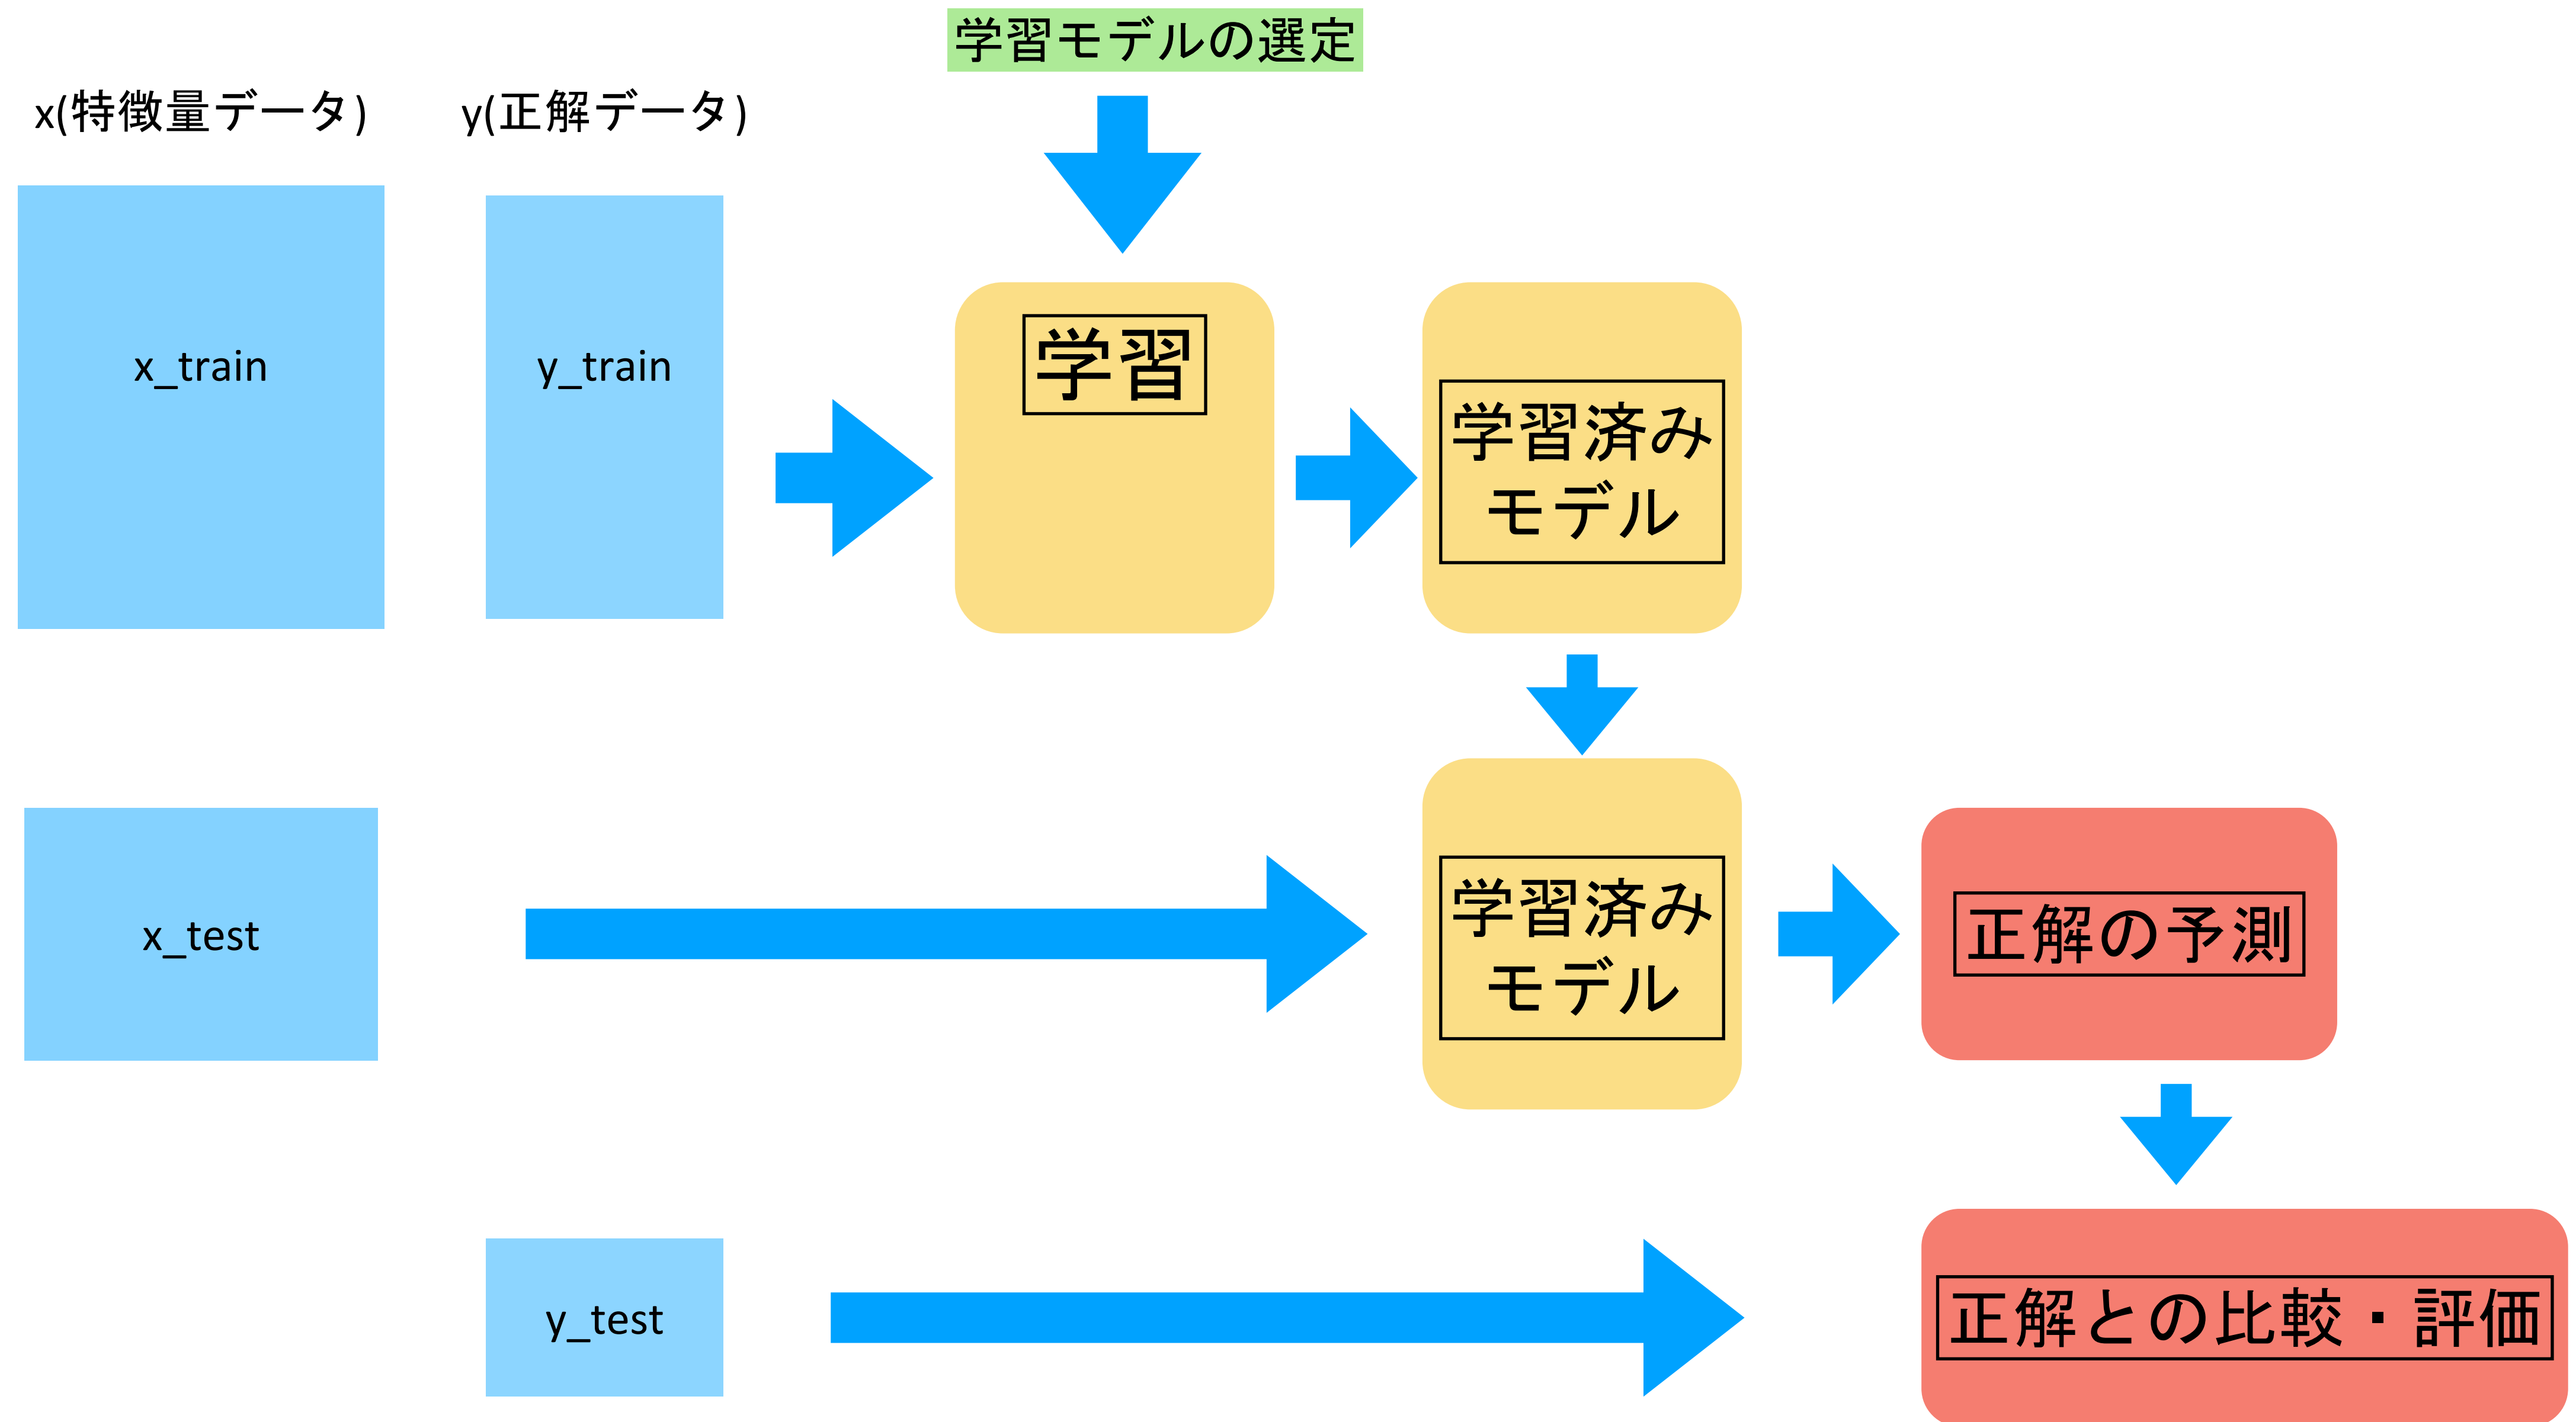 学習モデルの選定
x(特徴量データ)
y(正解データ)
x_train
y_train
学習
学習済み
モデル
x_test
学習済み
モデル
正解の予測
y_test
正解との比較・評価